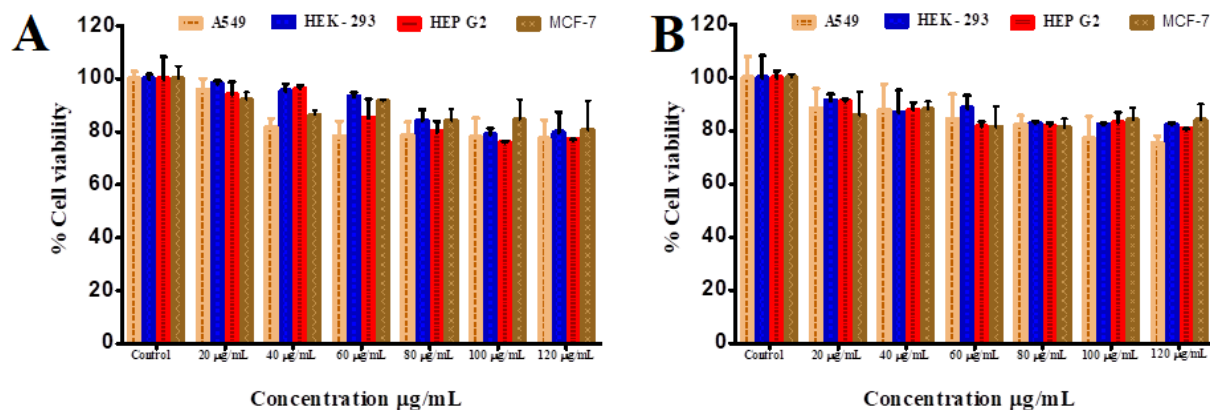 A
A549 HEK - 293 HEP G2 MCF-7
% Cell viability
120
100
80
60
40
20
0
Control 20 µg/mL 40 µg/mL 60 µg/mL 80 µg/mL 100 µg/mL 120 µg/mL
Concentration µg/mL
B
A549 HEK - 293 HEP G2 MCF-7
% Cell viability
120
100
80
60
40
20
0
Control 20 µg/mL 40 µg/mL 60 µg/mL 80 µg/mL 100 µg/mL 120 µg/mL
Concentration µg/mL